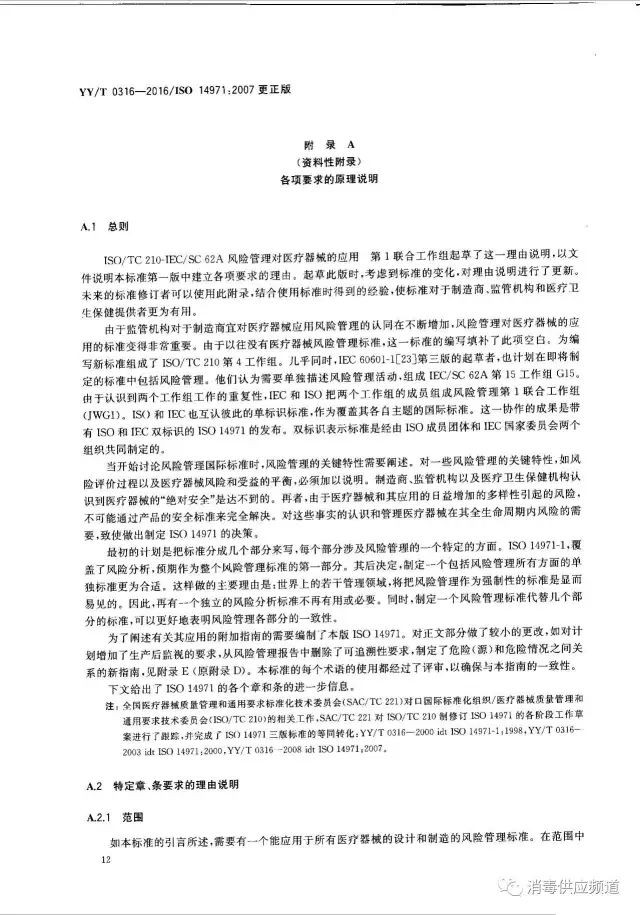 YY/T 0316—2016/ISO 14971:2007 更正版
附 录 A
(资料性附录)
各项要求的原理说明
A.1 总则
ISO/TC 210-IEC/SC 62A 风险管理对医疗器械的应用 第 1 联合工作组起草了这一理由说明,以文
件说明本标准第一版中建立各项要求的理由。起草此版时,考虑到标准的变化,对理由说明进行了更新。
未来的标准修订者可以使用此附录,结合使用标准时得到的经验,使标准对于制造商、监管机构和医疗卫
生保健提供者更为有用。
由于监管机构对于制造商宜对医疗器械应用风险管理的认同在不断增加,风险管理对医疗器械的应
用的标准变得非常重要。由于以往没有医疗器械风险管理标准,这一标准的编写填补了此项空白。为编
写新标准组成了 ISO/TC 210 第 4 工作组。几乎同时,IEC 60601-1[23]第三版的起草者,也计划在即将制
定的标准中包括风险管理。他们认为需要单独描述风险管理活动,组成 IEC/SC 62A 第 15 工作组 G15。
由于认识到两个工作组工作的重复性,IEC 和 ISO 把两个工作组的成员组成风险管理第 1 联合工作组
(JWG1)。ISO 和 IEC 也互认彼此的单标识标准,作为覆盖其各自主题的国际标准。这一协作的成果是带
有 ISO 和 IEC 双标识的 ISO 14971 的发布。双标识表示标准是经由 ISO 成员团体和 IEC 国家委员会两个
组织共同制定的。
当开始讨论风险管理国际标准时,风险管理的关键特性需要阐述。对一些风险管理的关键特性,如风
险评价过程以及医疗器械风险和受益的平衡,必须加以说明。制造商、监管机构以及医疗卫生保健机构认
识到医疗器械的“绝对安全”是达不到的。再者,由于医疗器械和其应用的日益增加的多样性引起的风险,
不可能通过产品的安全标准来完全解决。对这些事实的认识和管理医疗器械在其全生命周期内风险的需
要,致使做出制定 ISO 14971 的决策。
最初的计划是把标准分成几个部分来写,每个部分涉及风险管理的一个特定的方面。ISO 14971-1,覆
盖了风险分析,预期作为整个风险管理标准的第一部分。其后决定,制定一个包括风险管理所有方面的单
独标准更为合适。这样做的主要理由是:世界上的若干管理领域,将把风险管理作为强制性的标准是显而
易见的。因此,再有一个独立的风险分析标准不再有用或必要。同时,制定一个风险管理标准代替几个部
分的标准,可以更好地表明风险管理各部分的一致性。
为了阐述有关其应用的附加指南的需要编制了本版 ISO 14971。对正文部分做了较小的更改,如对计
划增加了生产后监视的要求,从风险管理报告中删除了可追溯性要求,制定了危险(源)和危险情况之间关
系的新指南,见附录 E(原附录 D)。本标准的每个术语的使用都经过了评审,以确保与本指南的一致性。
下文给出了 ISO 14971 的各个章和条的进一步信息。
注:全国医疗器械质量管理和通用要求标准化技术委员会(SAC/TC 221)对口国际标准化组织/医疗器械质量管理和
通用要求技术委员会(ISO/TC 210)的相关工作,SAC/TC 221 对 ISO/TC 210 制修订 ISO 14971 的各阶段工作草
案进行了跟踪,并完成了 ISO 14971 三版标准的等同转化:YY/T 0316—2000 idt ISO 14971-1:1998,YY/T 0316—
2003 idt ISO 14971:2000,YY/T 0316—2008 idt ISO 14971:2007。
A.2 特定章、条要求的理由说明
A.2.1 范围
如本标准的引言所述,需要有一个能应用于所有医疗器械的设计和制造的风险管理标准。在范围中
12
消毒供应频道